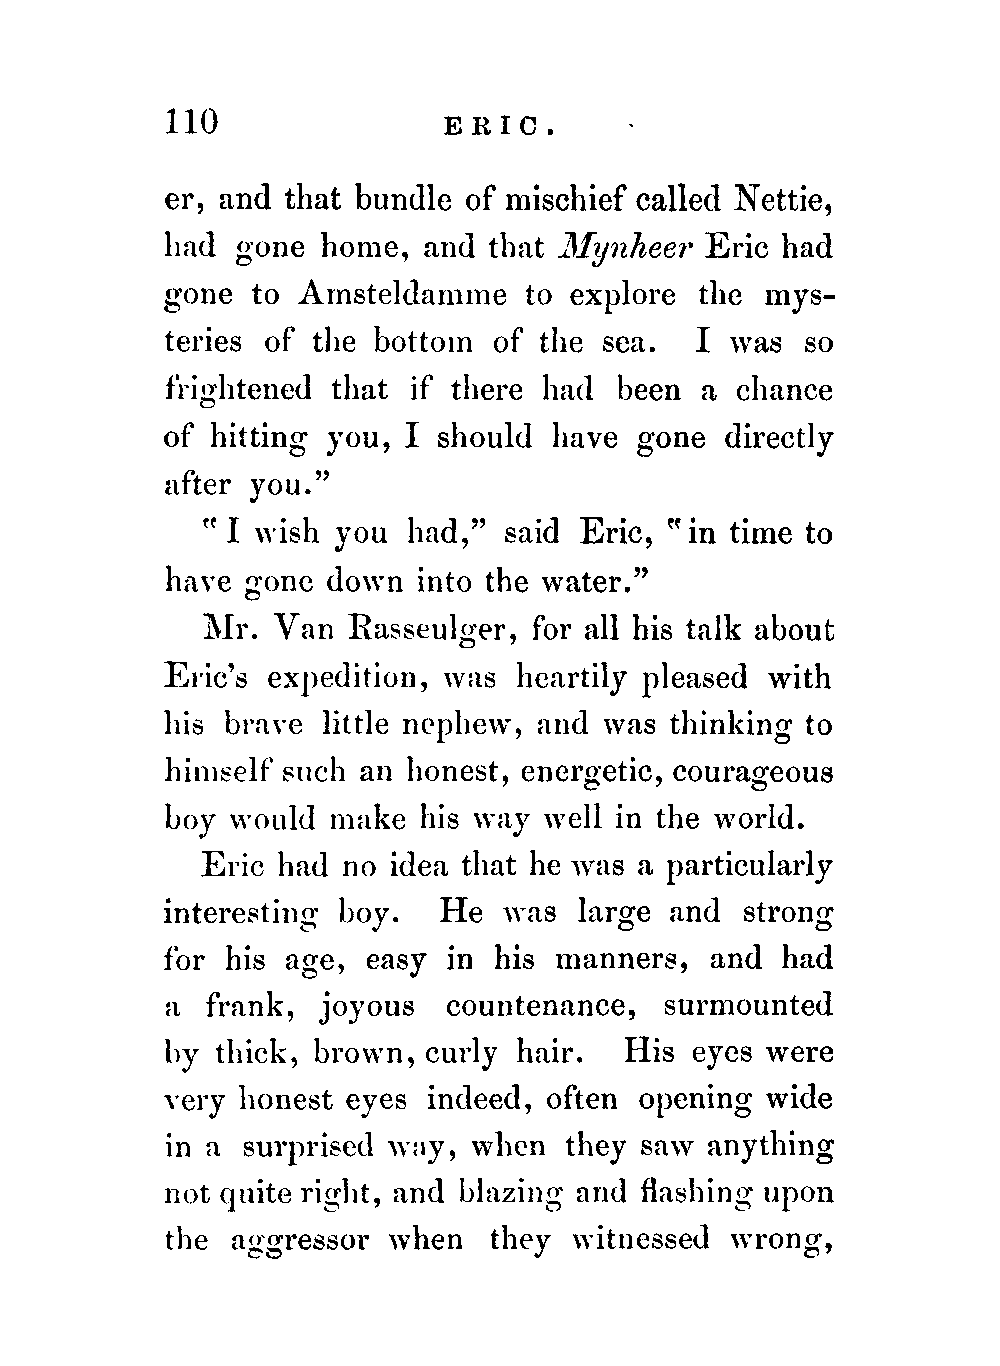 110 ERIC.
er, and that bundle of mischief called Nettie,
had gone home, and that Mynheer Eric had
gone to Amsteldamme to explore the mys-
teries of the bottom of the sea. I was so
frightened that if there had been a chance
of hitting you, I should have gone directly
after you.”
“I wish you had,” said Eric, “in time to
have gone down into the water.”
Mr. Van Rasseulger, for all his talk about
Eric’s expedition, was heartily pleased with
his brave little nephew, and was thinking to
himself such an honest, energetic, courageous
boy would make his way well in the world.
Eric had no idea that he was a particularly
interesting boy. He was large and strong
for his age, easy in his manners, and had
a frank, joyous countenance, surmounted
by thick, brown, curly hair. His eyes were
very honest eyes indeed, often opening wide
in a surprised way, when they saw anything
not quite right, and blazing and flashing upon
the aggressor when they witnessed wrong,